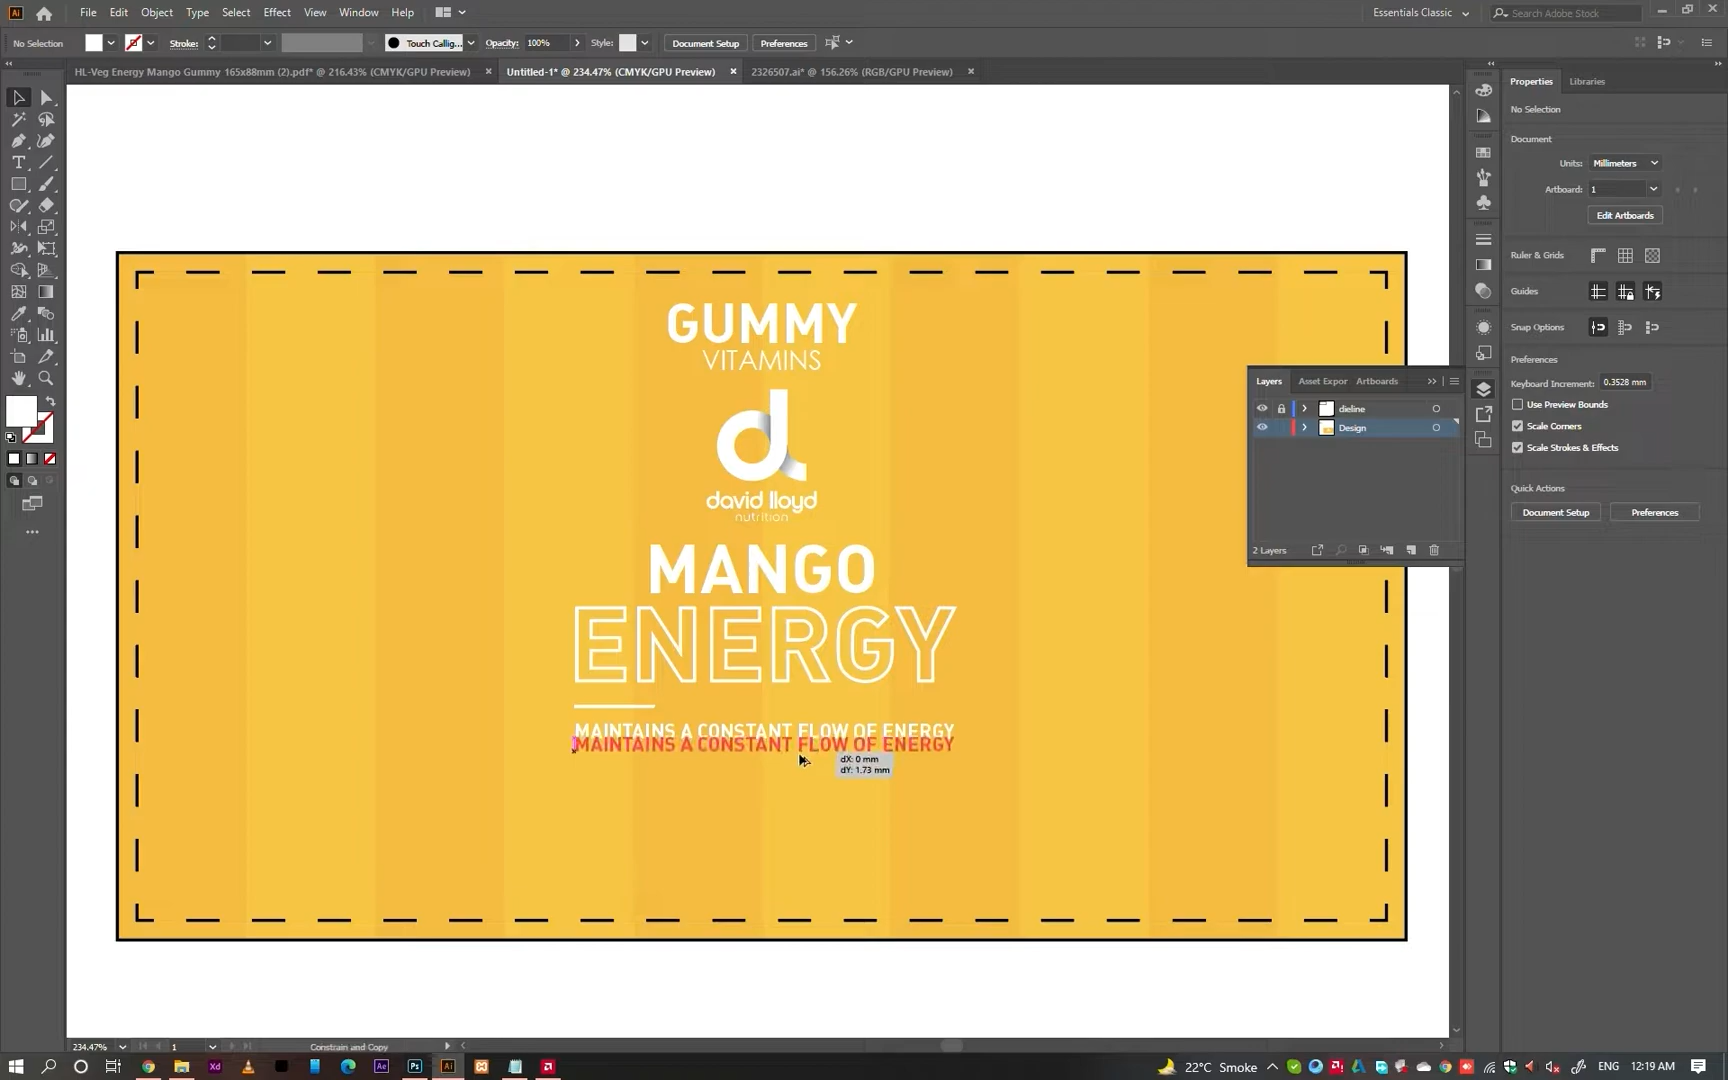 File Edit Object Type Select Effect View Window Help
Essentials Classic
Search Adobe Stock
No Selection
Stroke:
Touch Callig...
Opacity: 100%
Style:
Document Setup
Preferences
HL-Veg Energy Mango Gummy 165x88mm (2).pdf* @ 216.43% (CMYK/GPU Preview)
Untitled-1* @ 234.47% (CMYK/GPU Preview)
2326507.ai* @ 156.26% (RGB/GPU Preview)
Properties
Libraries
No Selection
Document
Units: Millimeters
Artboard: 1
Edit Artboards
Ruler & Grids
Guides
Snap Options
Preferences
Keyboard Increment: 0.3528 mm
Use Preview Bounds
Scale Corners
Scale Strokes & Effects
Quick Actions
Document Setup
Preferences
Layers
Asset Expor
Artboards
dieline
Design
2 Layers
GUMMY
VITAMINS
david lloyd
nutrition
MANGO
ENERGY
MAINTAINS A CONSTANT FLOW OF ENERGY
MAINTAINS A CONSTANT FLOW OF ENERGY
dX: 0 mm
dY: 1.73 mm
234.47%
1
Constrain and Copy
22°C Smoke
ENG
12:19 AM